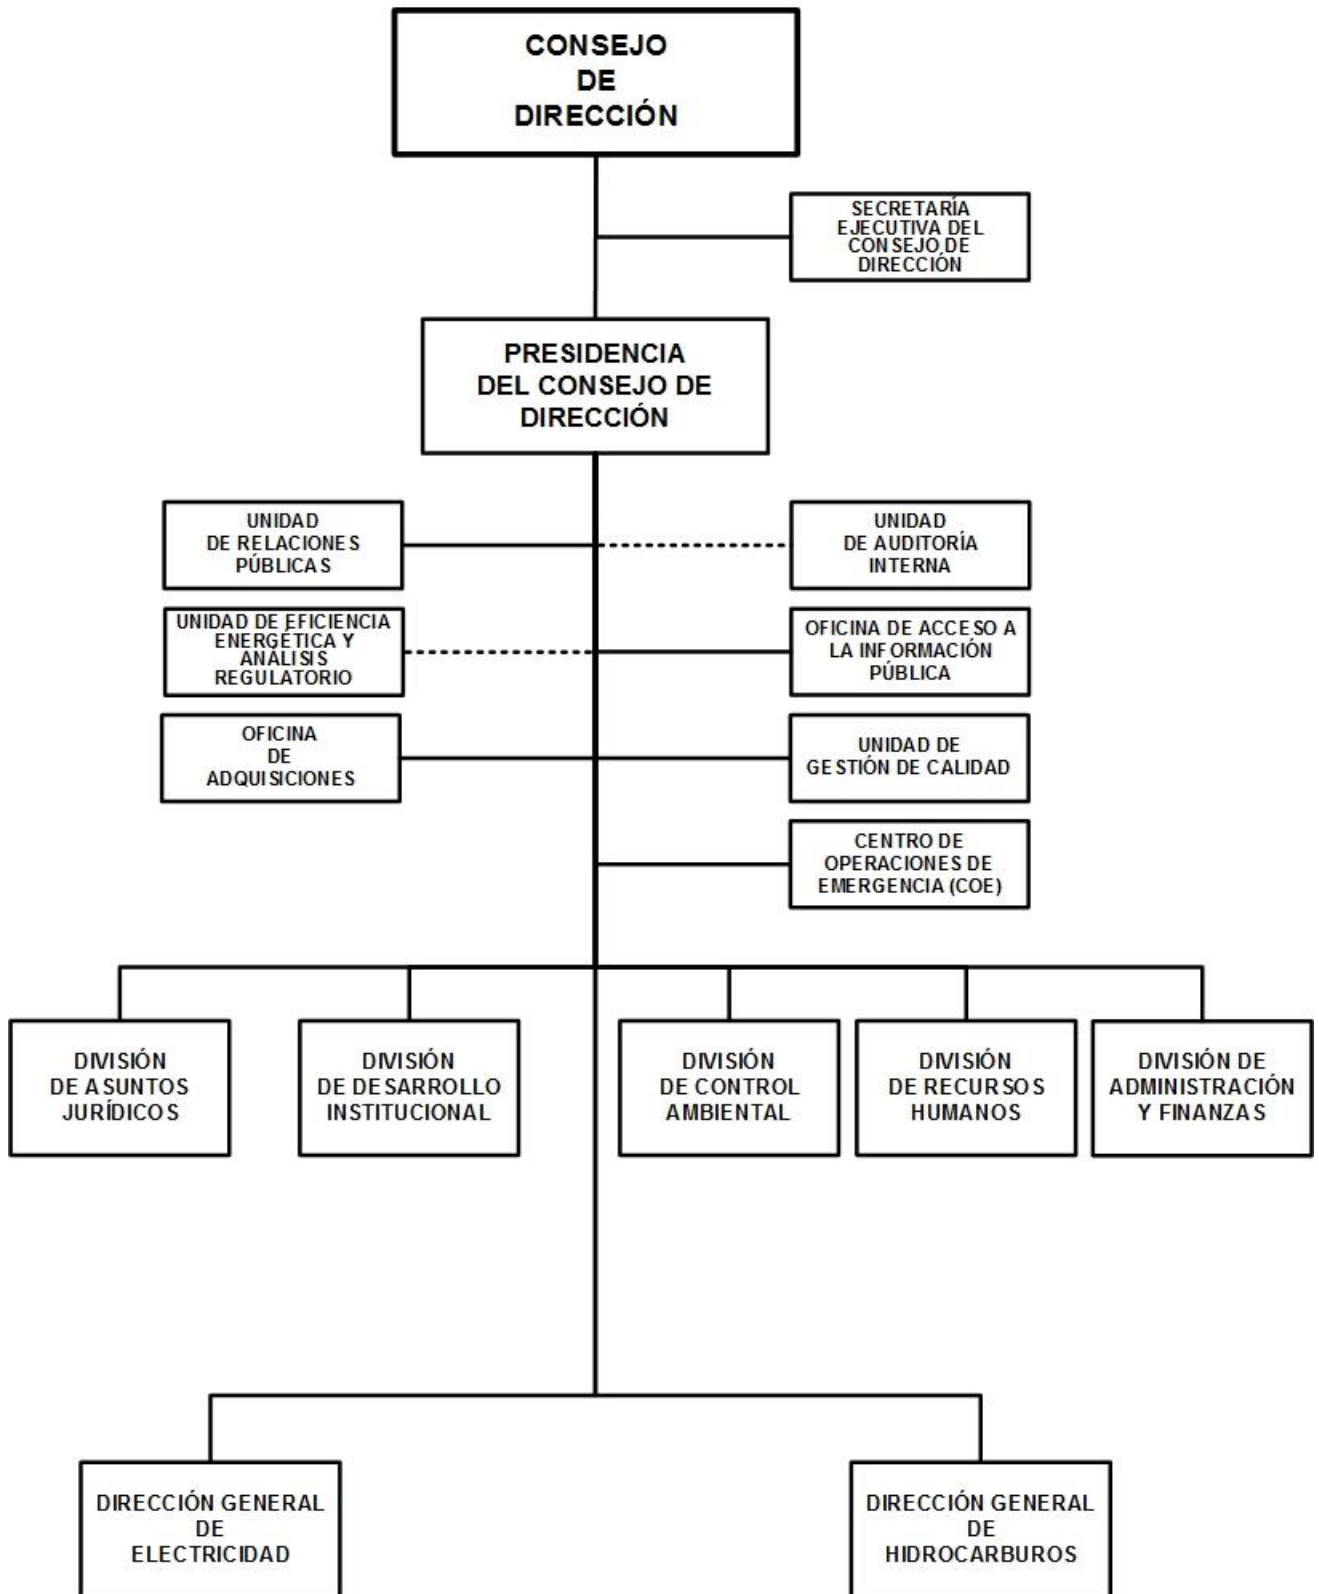 CONSEJO
DE
DIRECCIÓN
SECRETARÍA
EJECUTIVA DEL
CONSEJO DE
DIRECCIÓN
PRESIDENCIA
DEL CONSEJO DE
DIRECCIÓN
UNIDAD
DE RELACIONES
PÚBLICAS
UNIDAD
DE AUDITORÍA
INTERNA
UNIDAD DE EFICIENCIA
ENERGÉTICA Y
ANÁLISIS
REGULATORIO
OFICINA DE ACCESO A
LA INFORMACIÓN
PÚBLICA
OFICINA
DE
ADQUISICIONES
UNIDAD DE
GESTIÓN DE CALIDAD
CENTRO DE
OPERACIONES DE
EMERGENCIA (COE)
DIVISIÓN
DE ASUNTOS
JURÍDICOS
DIVISIÓN
DE DESARROLLO
INSTITUCIONAL
DIVISIÓN
DE CONTROL
AMBIENTAL
DIVISIÓN
DE RECURSOS
HUMANOS
DIVISIÓN DE
ADMINISTRACIÓN
Y FINANZAS
DIRECCIÓN GENERAL
DE
ELECTRICIDAD
DIRECCIÓN GENERAL
DE
HIDROCARBUROS